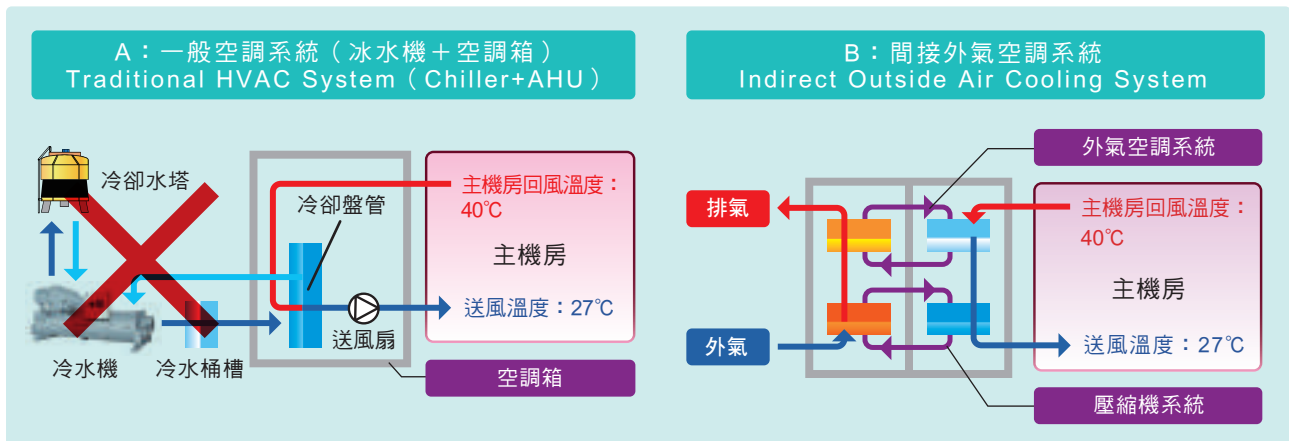 A：一般空調系統（冰水機＋空調箱）
Traditional HVAC System（Chiller+AHU）
冷卻水塔
冷卻盤管
主機房回風溫度：
40℃
主機房
送風溫度：27℃
送風扇
冷水機
冷水桶槽
空調箱
B：間接外氣空調系統
Indirect Outside Air Cooling System
外氣空調系統
排氣
主機房回風溫度：
40℃
主機房
外氣
送風溫度：27℃
壓縮機系統